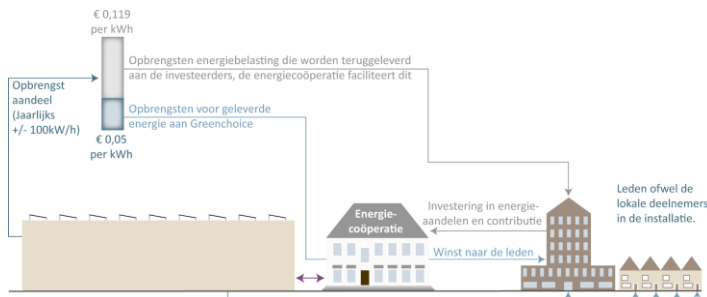 € 0,119
per kWh
Opbrengsten energiebelasting die worden teruggeleverd
aan de investeerders, de energiecoöperatie faciliteert dit
Opbrengst
aandeel
(Jaarlijks
+/- 100kW/h)
Opbrengsten voor geleverde
energie aan Greenchoice
€ 0,05
per kWh
Energie-
coöperatie
Investering in energie-
aandelen en contributie
Winst naar de leden
Leden ofwel de
lokale deelnemers
in de installatie.